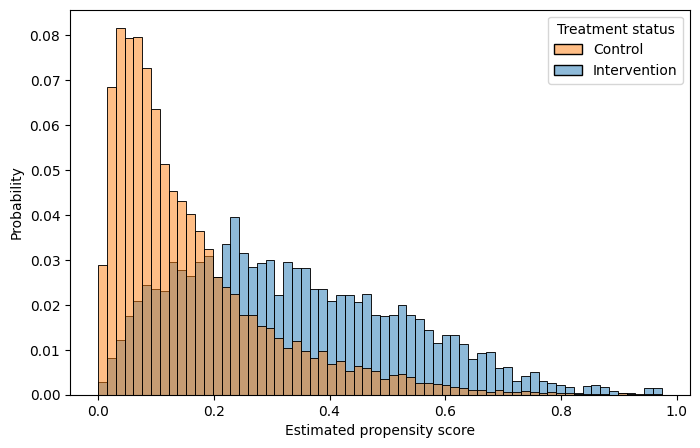 Treatment status
Control
Intervention
Probability
0.08
0.07
0.06
0.05
0.04
0.03
0.02
0.01
0.00
0.0 0.2 0.4 0.6 0.8 1.0
Estimated propensity score